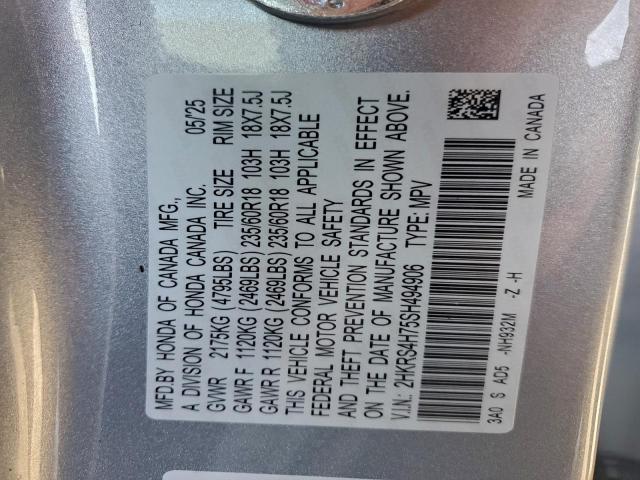 MFD.BY HONDA OF CANADA MFG.,
A DIVISION OF HONDA CANADA INC. 05/25
GVWR 2175KG (4795LBS) TIRE SIZE RIM SIZE
GAWR F 1120KG (2469LBS) 235/60R18 103H 18X7.5J
GAWR R 1120KG (2469LBS) 235/60R18 103H 18X7.5J
THIS VEHICLE CONFORMS TO ALL APPLICABLE
FEDERAL MOTOR VEHICLE SAFETY
AND THEFT PREVENTION STANDARDS IN EFFECT
ON THE DATE OF MANUFACTURE SHOWN ABOVE.
V.I.N.: 2HKRS4H75SH494906 TYPE: MPV
3A0 S AD5 -NH932M -Z -H MADE IN CANADA